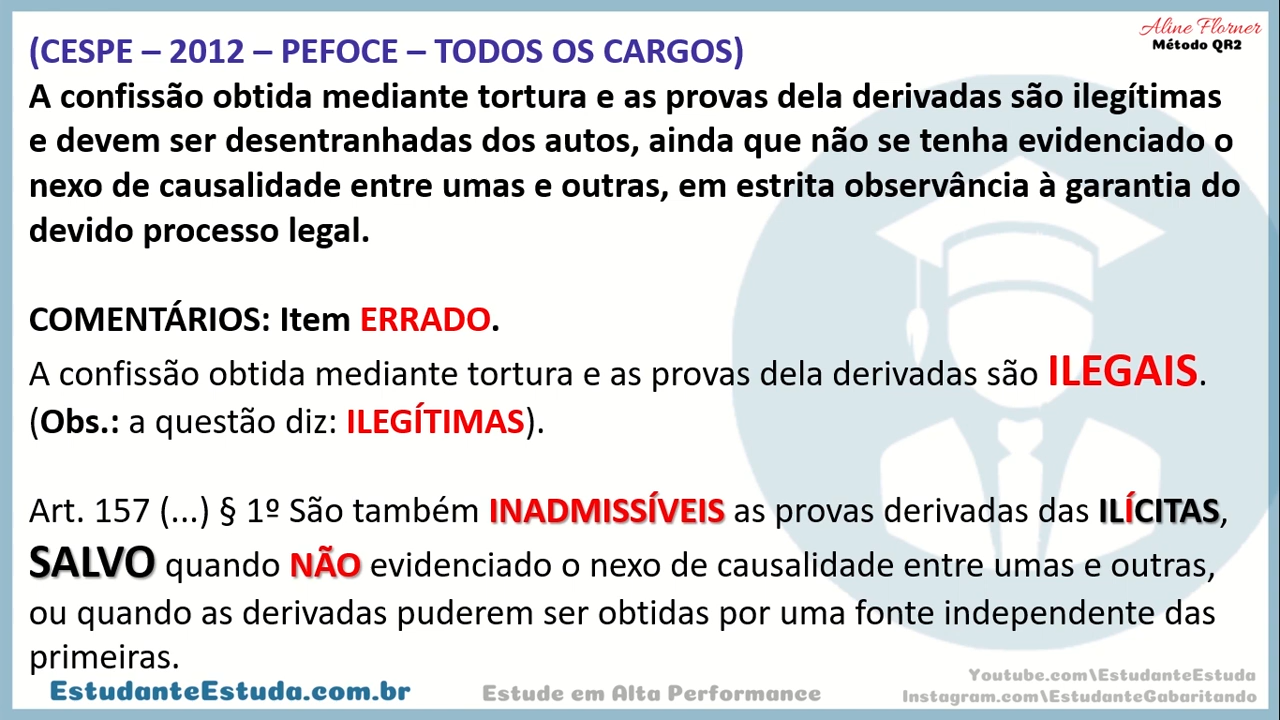 Aline Florner
Método QR2
(CESPE – 2012 – PEFOCE – TODOS OS CARGOS)
A confissão obtida mediante tortura e as provas dela derivadas são ilegítimas
e devem ser desentranhadas dos autos, ainda que não se tenha evidenciado o
nexo de causalidade entre umas e outras, em estrita observância à garantia do
devido processo legal.
COMENTÁRIOS: Item ERRADO.
A confissão obtida mediante tortura e as provas dela derivadas são ILEGAIS.
(Obs.: a questão diz: ILEGÍTIMAS).
Art. 157 (...) § 1º São também INADMISSÍVEIS as provas derivadas das ILÍCITAS,
SALVO quando NÃO evidenciado o nexo de causalidade entre umas e outras,
ou quando as derivadas puderem ser obtidas por uma fonte independente das
primeiras.
EstudanteEstuda.com.br
Estude em Alta Performance
Youtube.com\EstudanteEstuda
Instagram.com\EstudanteGabaritando